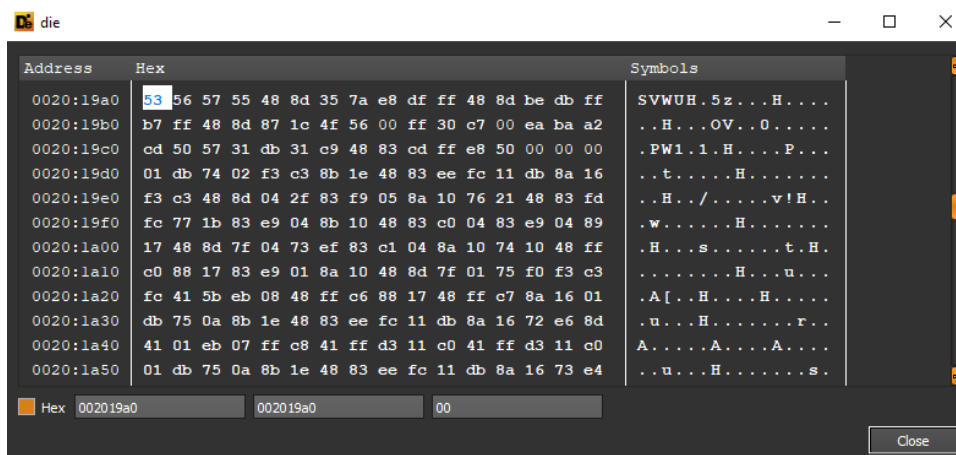 die
Address Hex Symbols
0020:19a0 53 56 57 55 48 8d 35 7a e8 df ff 48 8d be db ff SVWUH.5z...H....
0020:19b0 b7 ff 48 8d 87 1c 4f 56 00 ff 30 c7 00 ea ba a2 ..H...OV..0.....
0020:19c0 cd 50 57 31 db 31 c9 48 83 cd ff e8 50 00 00 00 .PW1.1.H....P...
0020:19d0 01 db 74 02 f3 c3 8b 1e 48 83 ee fc 11 db 8a 16 ..t.....H.......
0020:19e0 f3 c3 48 8d 04 2f 83 f9 05 8a 10 76 21 48 83 fd ..H../.....v!H..
0020:19f0 fc 77 1b 83 e9 04 8b 10 48 83 c0 04 83 e9 04 89 .w......H.......
0020:1a00 17 48 8d 7f 04 73 ef 83 c1 04 8a 10 74 10 48 ff .H...s......t.H.
0020:1a10 c0 88 17 83 e9 01 8a 10 48 8d 7f 01 75 f0 f3 c3 ........H...u...
0020:1a20 fc 41 5b eb 08 48 ff c6 88 17 48 ff c7 8a 16 01 .A[..H....H.....
0020:1a30 db 75 0a 8b 1e 48 83 ee fc 11 db 8a 16 72 e6 8d .u...H.......r..
0020:1a40 41 01 eb 07 ff c8 41 ff d3 11 c0 41 ff d3 11 c0 A.....A....A....
0020:1a50 01 db 75 0a 8b 1e 48 83 ee fc 11 db 8a 16 73 e4 ..u...H.......s.
Hex 002019a0 002019a0 00
Close